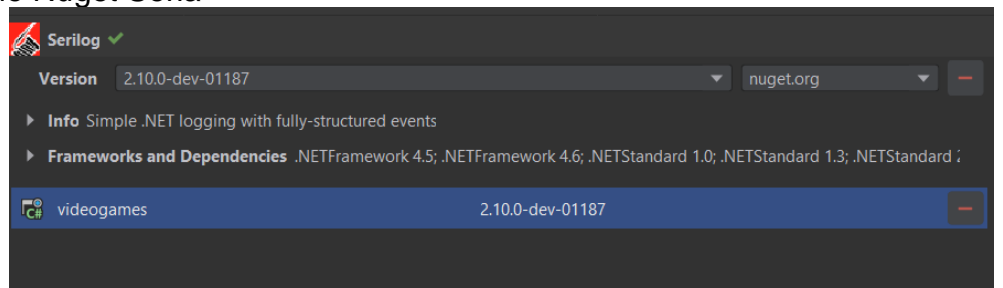 Serilog
Version 2.10.0-dev-01187 nuget.org
Info Simple .NET logging with fully-structured events
Frameworks and Dependencies .NETFramework 4.5; .NETFramework 4.6; .NETStandard 1.0; .NETStandard 1.3; .NETStandard
C# videogames 2.10.0-dev-01187